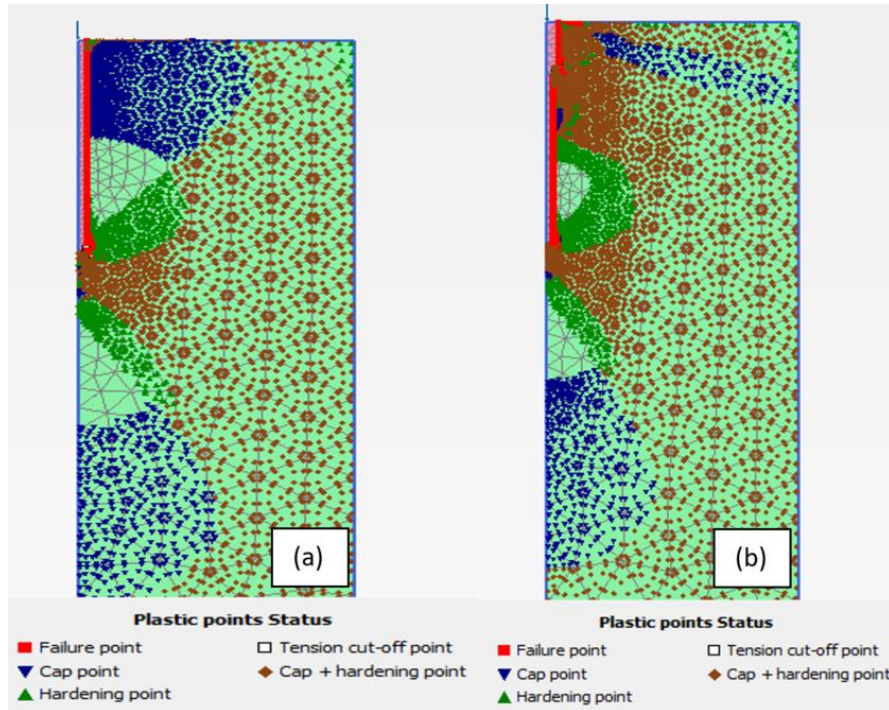 (a)
(b)
Plastic points Status
Failure point
Tension cut-off point
Cap point
Cap + hardening point
Hardening point
Plastic points Status
Failure point
Tension cut-off point
Cap point
Cap + hardening point
Hardening point